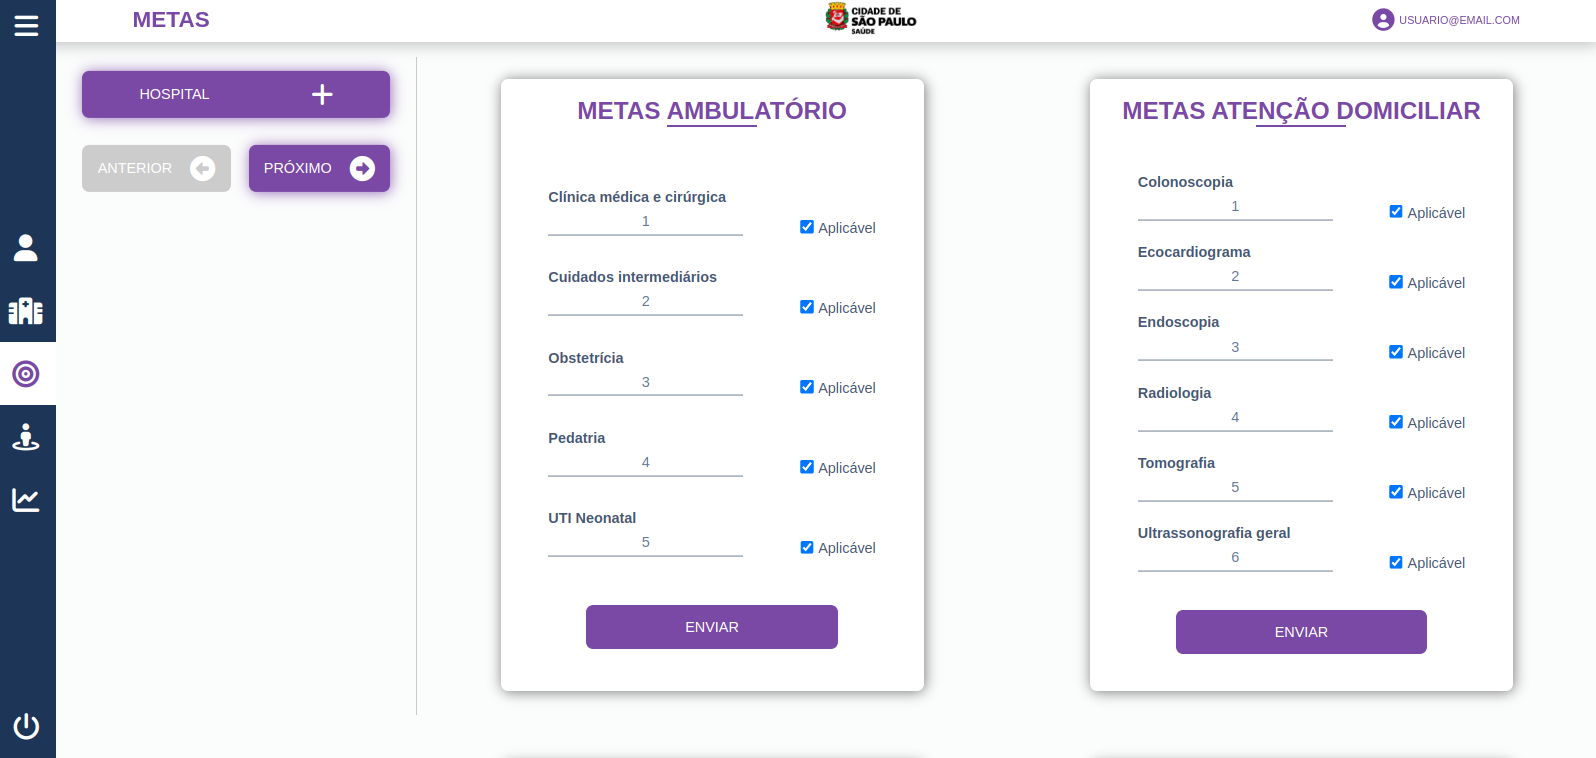 METAS
CIDADE DE
SÃO PAULO
SAÚDE
USUARIO@EMAIL.COM
HOSPITAL
ANTERIOR
PRÓXIMO
METAS AMBULATÓRIO
Clínica médica e cirúrgica
1
Aplicável
Cuidados intermediários
2
Aplicável
Obstetrícia
3
Aplicável
Pedatria
4
Aplicável
UTI Neonatal
5
Aplicável
ENVIAR
METAS ATENÇÃO DOMICILIAR
Colonoscopia
1
Aplicável
Ecocardiograma
2
Aplicável
Endoscopia
3
Aplicável
Radiologia
4
Aplicável
Tomografia
5
Aplicável
Ultrassonografia geral
6
Aplicável
ENVIAR